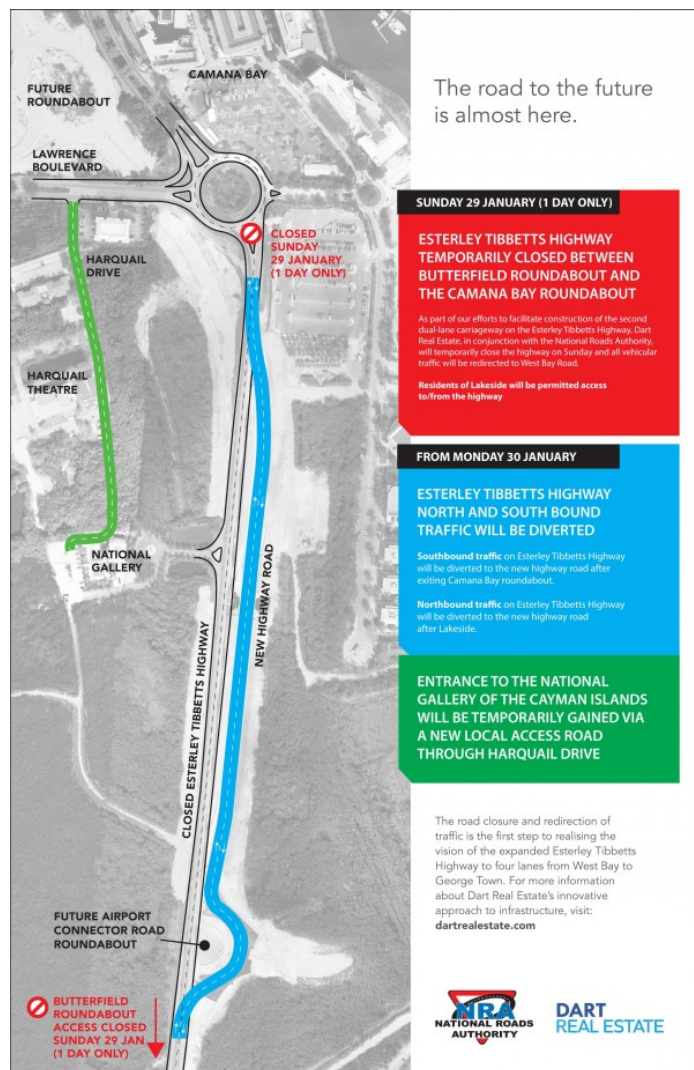 The road to the future
is almost here.
CAMANA BAY
FUTURE
ROUNDABOUT
LAWRENCE
BOULEVARD
CLOSED
SUNDAY
29 JANUARY
(1 DAY ONLY)
HARQUAIL
DRIVE
HARQUAIL
THEATRE
NATIONAL
GALLERY
NEW HIGHWAY ROAD
CLOSED ESTERLEY TIBBETTS HIGHWAY
FUTURE AIRPORT
CONNECTOR ROAD
ROUNDABOUT
BUTTERFIELD
ROUNDABOUT
ACCESS CLOSED
SUNDAY 29 JAN
(1 DAY ONLY)
SUNDAY 29 JANUARY (1 DAY ONLY)
ESTERLEY TIBBETTS HIGHWAY
TEMPORARILY CLOSED BETWEEN
BUTTERFIELD ROUNDABOUT AND
THE CAMANA BAY ROUNDABOUT
As part of our efforts to facilitate construction of the second
dual-lane carriageway on the Esterley Tibbetts Highway, Dart
Real Estate, in conjunction with the National Roads Authority,
will temporarily close the highway on Sunday and all vehicular
traffic will be redirected to West Bay Road.
Residents of Lakeside will be permitted access
to/from the highway
FROM MONDAY 30 JANUARY
ESTERLEY TIBBETTS HIGHWAY
NORTH AND SOUTH BOUND
TRAFFIC WILL BE DIVERTED
Southbound traffic on Esterley Tibbetts Highway
will be diverted to the new highway road after
exiting Camana Bay roundabout.
Northbound traffic on Esterley Tibbetts Highway
will be diverted to the new highway road
after Lakeside.
ENTRANCE TO THE NATIONAL
GALLERY OF THE CAYMAN ISLANDS
WILL BE TEMPORARILY GAINED VIA
A NEW LOCAL ACCESS ROAD
THROUGH HARQUAIL DRIVE
The road closure and redirection of
traffic is the first step to realising the
vision of the expanded Esterley Tibbetts
Highway to four lanes from West Bay to
George Town. For more information
about Dart Real Estate's innovative
approach to infrastructure, visit:
dartrealestate.com
NRA
NATIONAL ROADS
AUTHORITY
DART
REAL ESTATE